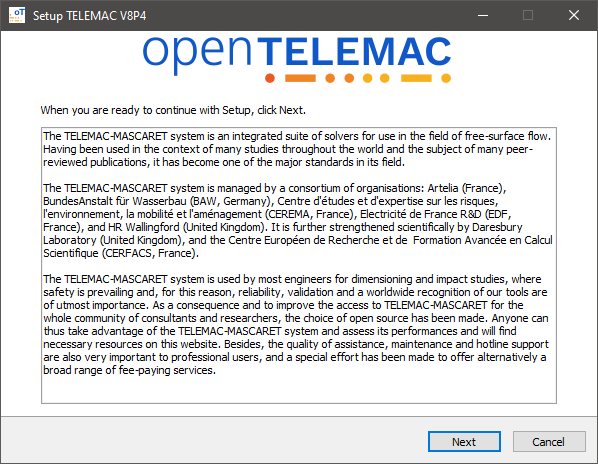 oT
Setup TELEMAC V8P4
openTELEMAC
When you are ready to continue with Setup, click Next.
The TELEMAC-MASCARET system is an integrated suite of solvers for use in the field of free-surface flow.
Having been used in the context of many studies throughout the world and the subject of many peer-
reviewed publications, it has become one of the major standards in its field.
The TELEMAC-MASCARET system is managed by a consortium of organisations: Artelia (France),
BundesAnstalt für Wasserbau (BAW, Germany), Centre d'études et d'expertise sur les risques,
l'environnement, la mobilité et l'aménagement (CEREMA, France), Electricité de France R&D (EDF,
France), and HR Wallingford (United Kingdom). It is further strengthened scientifically by Daresbury
Laboratory (United Kingdom), and the Centre Européen de Recherche et de  Formation Avancée en Calcul
Scientifique (CERFACS, France).
The TELEMAC-MASCARET system is used by most engineers for dimensioning and impact studies, where
safety is prevailing and, for this reason, reliability, validation and a worldwide recognition of our tools are
of utmost importance. As a consequence and to improve the access to TELEMAC-MASCARET for the
whole community of consultants and researchers, the choice of open source has been made. Anyone can
thus take advantage of the TELEMAC-MASCARET system and assess its performances and will find
necessary resources on this website. Besides, the quality of assistance, maintenance and hotline support
are also very important to professional users, and a special effort has been made to offer alternatively a
broad range of fee-paying services.
Next
Cancel